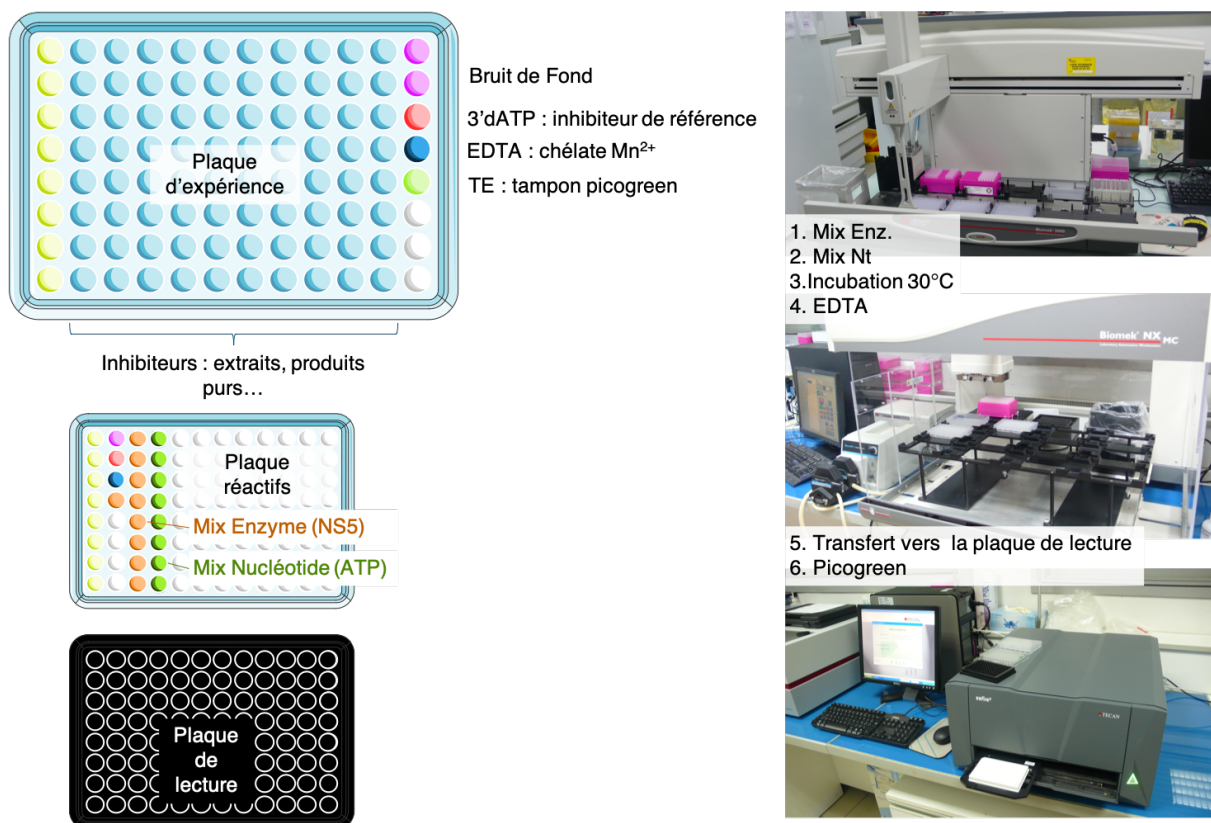 Bruit de Fond
3’dATP : inhibiteur de référence
EDTA : chélate Mn²⁺
TE : tampon picogreen
Plaque
d’expérience
Inhibiteurs : extraits, produits
purs…
Plaque
réactifs
Mix Enzyme (NS5)
Mix Nucléotide (ATP)
Plaque
de
lecture
1. Mix Enz.
2. Mix Nt
3.Incubation 30°C
4. EDTA
Biomek® NX MC
5. Transfert vers la plaque de lecture
6. Picogreen
TECAN